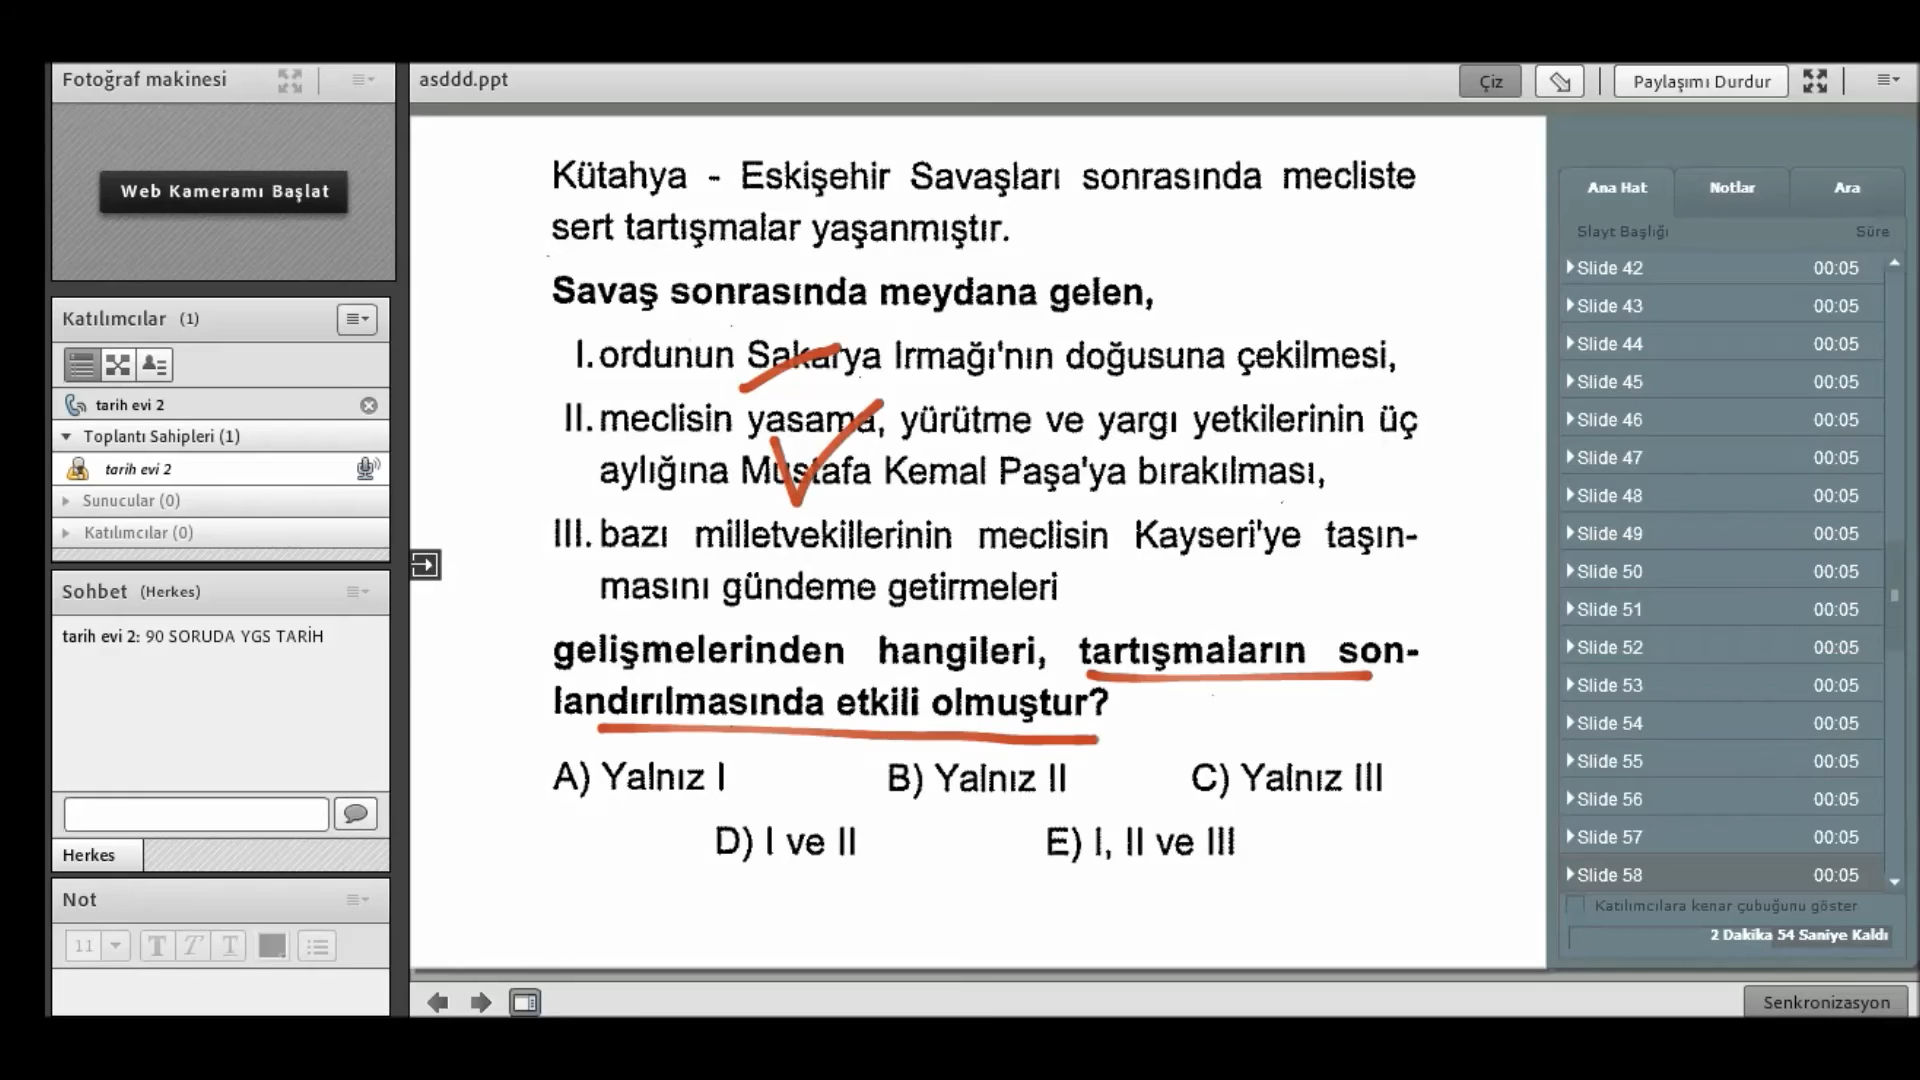 Fotoğraf makinesi
Web Kameramı Başlat
Katılımcılar (1)
tarih evi 2
Toplantı Sahipleri (1)
tarih evi 2
Sunucular (0)
Katılımcılar (0)
Sohbet (Herkes)
tarih evi 2: 90 SORUDA YGS TARİH
Herkes
Not
11
T T T
asddd.ppt
Çiz
Paylaşımı Durdur
Kütahya - Eskişehir Savaşları sonrasında mecliste
sert tartışmalar yaşanmıştır.
Savaş sonrasında meydana gelen,
I. ordunun Sakarya Irmağı'nın doğusuna çekilmesi,
II. meclisin yasama, yürütme ve yargı yetkilerinin üç
aylığına Mustafa Kemal Paşa'ya bırakılması,
III. bazı milletvekillerinin meclisin Kayseri'ye taşın-
masını gündeme getirmeleri
gelişmelerinden hangileri, tartışmaların son-
landırılmasında etkili olmuştur?
A) Yalnız I B) Yalnız II C) Yalnız III
D) I ve II E) I, II ve III
Ana Hat Notlar Ara
Slayt Başlığı Süre
Slide 42 00:05
Slide 43 00:05
Slide 44 00:05
Slide 45 00:05
Slide 46 00:05
Slide 47 00:05
Slide 48 00:05
Slide 49 00:05
Slide 50 00:05
Slide 51 00:05
Slide 52 00:05
Slide 53 00:05
Slide 54 00:05
Slide 55 00:05
Slide 56 00:05
Slide 57 00:05
Slide 58 00:05
Katılımcılara kenar çubuğunu göster
2 Dakika 54 Saniye Kaldı
Senkronizasyon